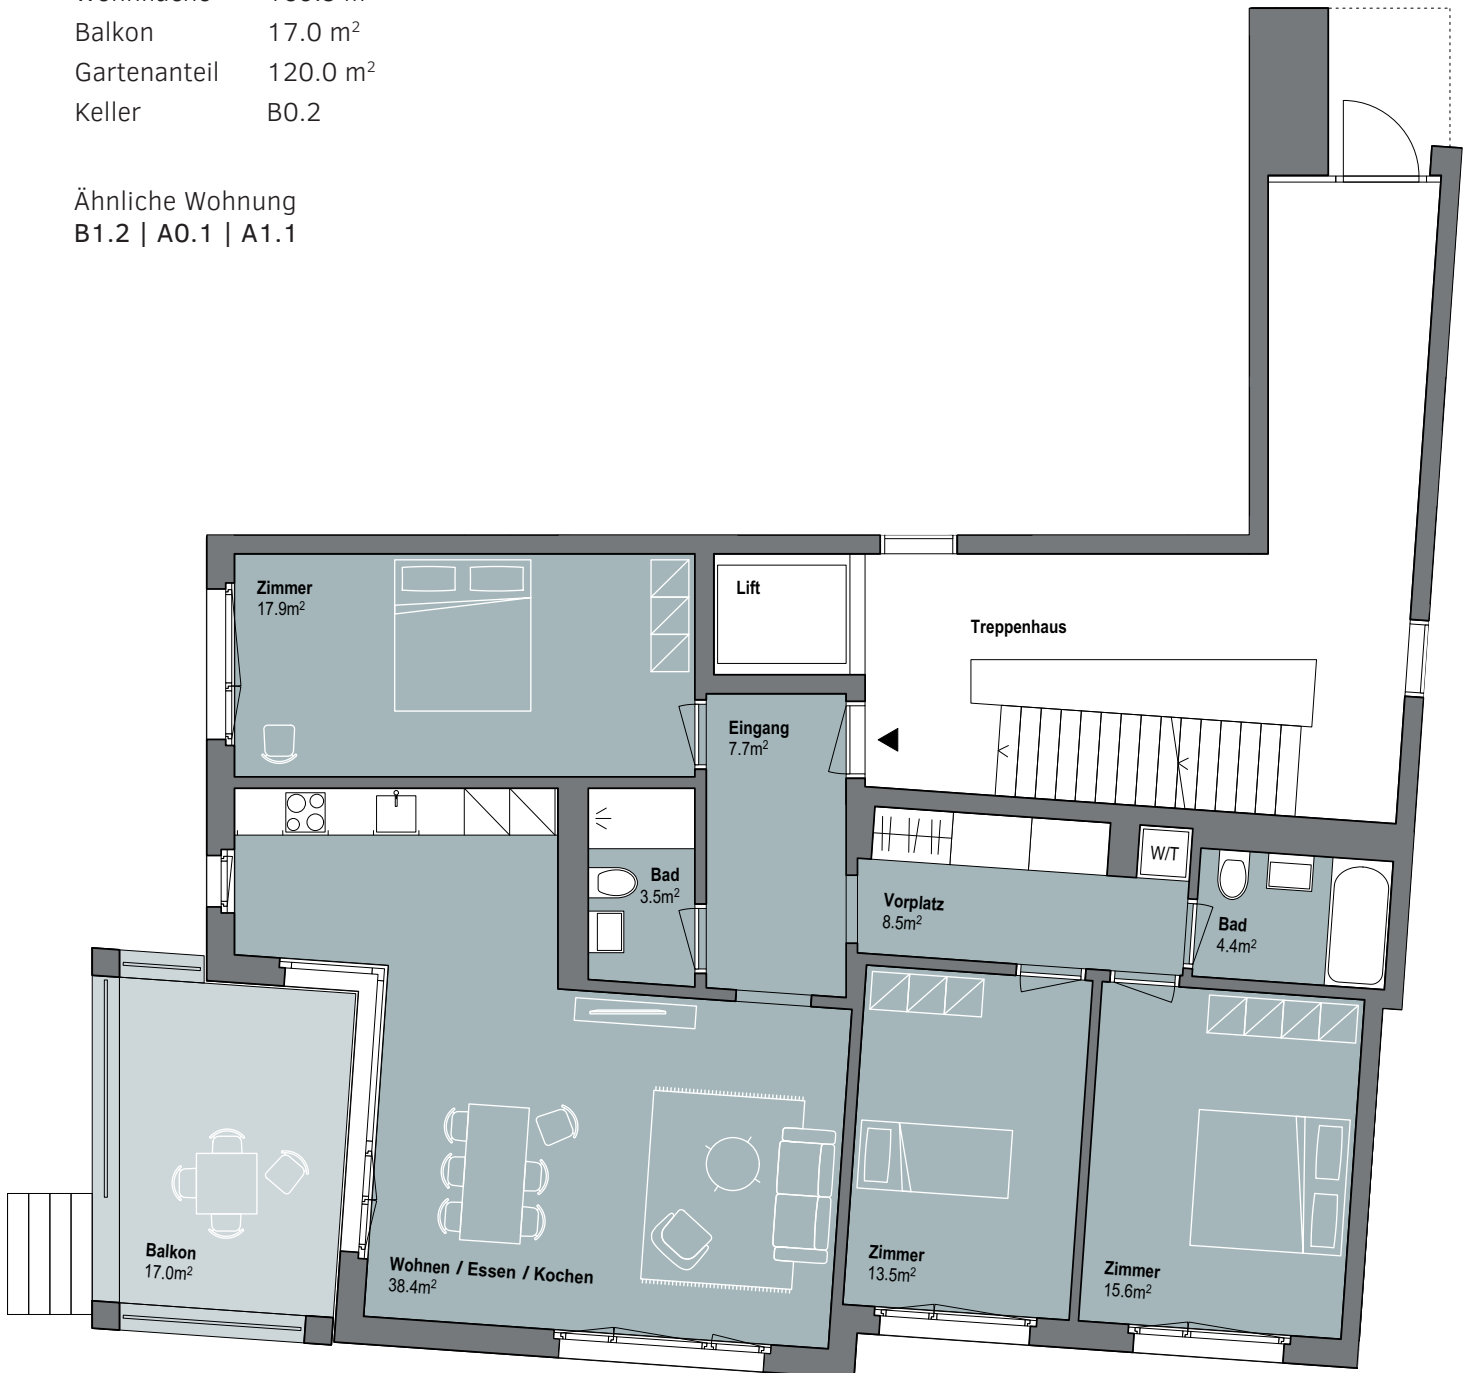 Balkon 17.0 m²
Gartenanteil 120.0 m²
Keller B0.2
Ähnliche Wohnung
B1.2 | A0.1 | A1.1
Zimmer
17.9m²
Lift
Treppenhaus
Eingang
7.7m²
W/T
Bad
3.5m²
Vorplatz
8.5m²
Bad
4.4m²
Balkon
17.0m²
Wohnen / Essen / Kochen
38.4m²
Zimmer
13.5m²
Zimmer
15.6m²